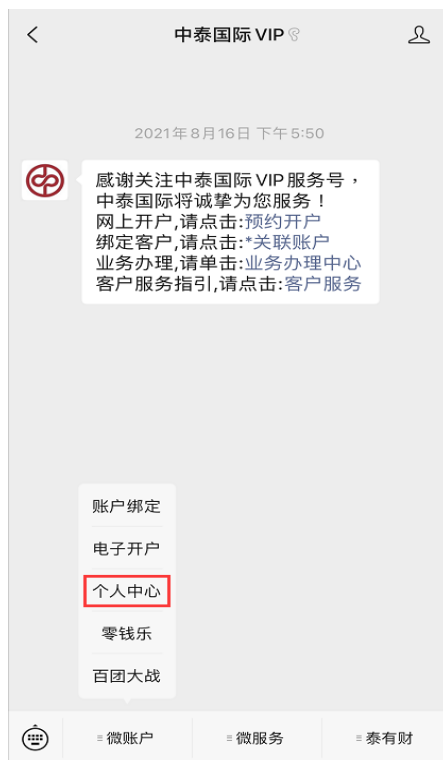 中泰国际 VIP
2021年8月16日 下午5:50
感谢关注中泰国际 VIP 服务号，
中泰国际将诚挚为您服务！
网上开户,请点击:预约开户
绑定客户,请点击:*关联账户
业务办理,请单击:业务办理中心
客户服务指引,请点击:客户服务
账户绑定
电子开户
个人中心
零钱乐
百团大战
微账户
微服务
泰有财